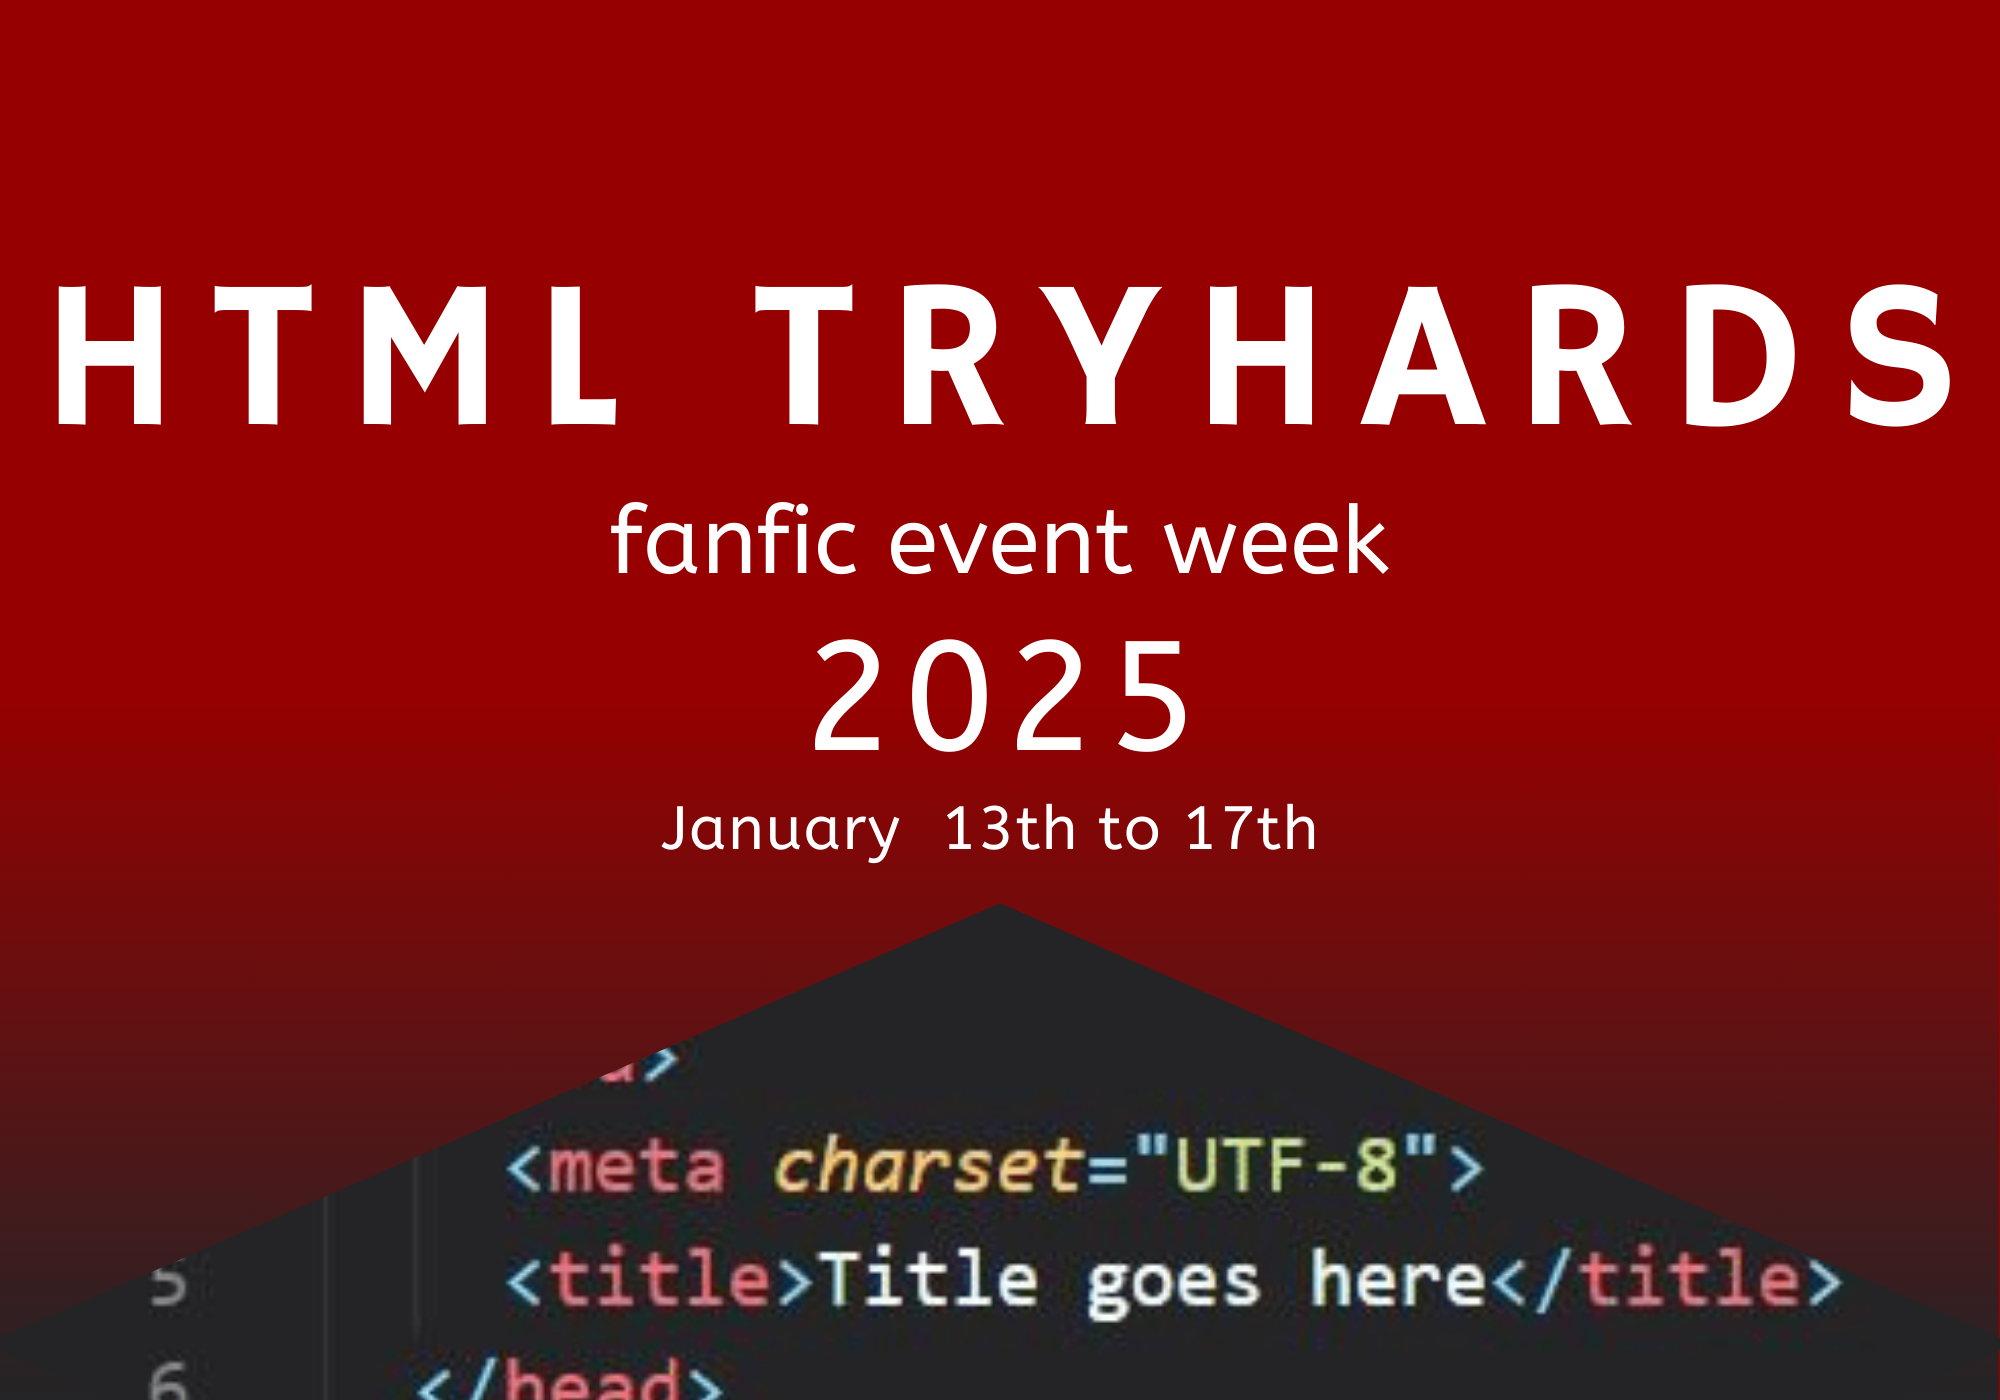 HTML TRYHARDS
fanfic event week
2025
January 13th to 17th
>
<meta charset="UTF-8">
5 <title>Title goes here</title>
6 </head>